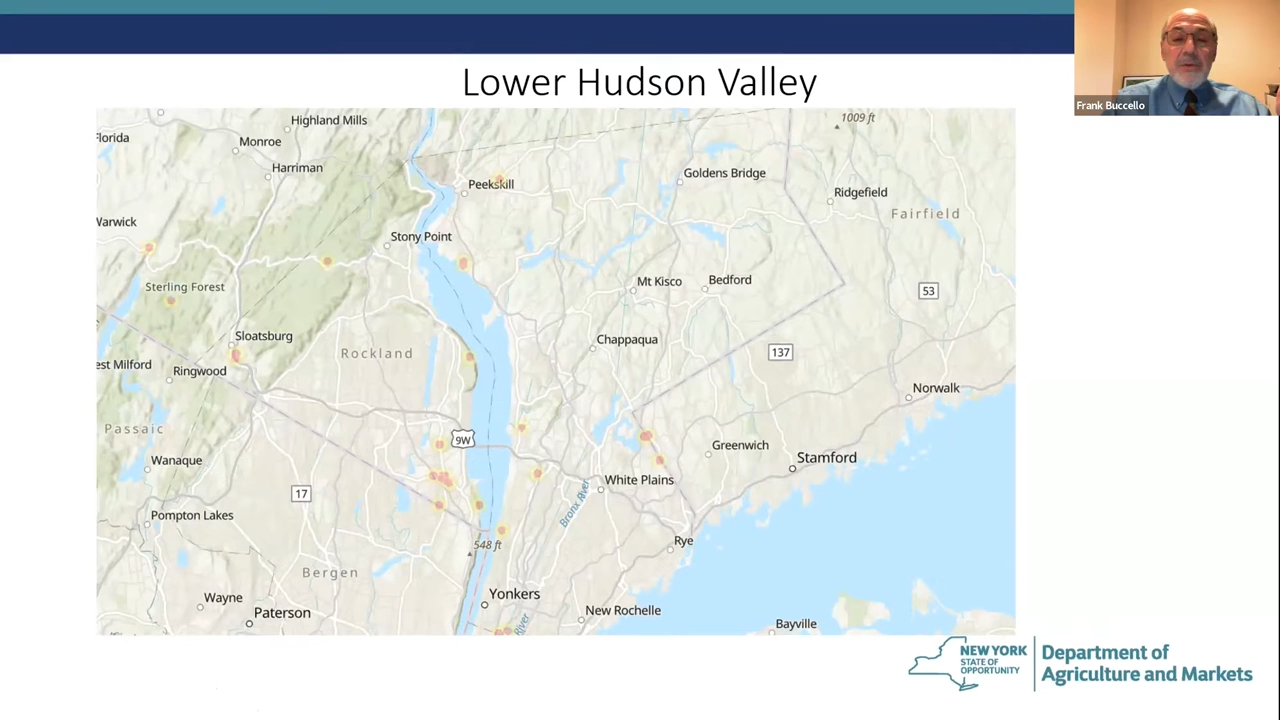 Lower Hudson Valley
Frank Buccello
Florida
Highland Mills
1009 ft
Monroe
Harriman
Goldens Bridge
Peekskill
Ridgefield
Fairfield
Warwick
Stony Point
Sterling Forest
Mt Kisco
Bedford
53
Sloatsburg
Chappaqua
Rockland
137
est Milford
Ringwood
Norwalk
Passaic
9W
Greenwich
Wanaque
Stamford
White Plains
17
Bronx River
Pompton Lakes
548 ft
Rye
Bergen
Wayne
Yonkers
Paterson
New Rochelle
River
Bayville
NEW YORK
STATE OF
OPPORTUNITY
Department of
Agriculture and Markets